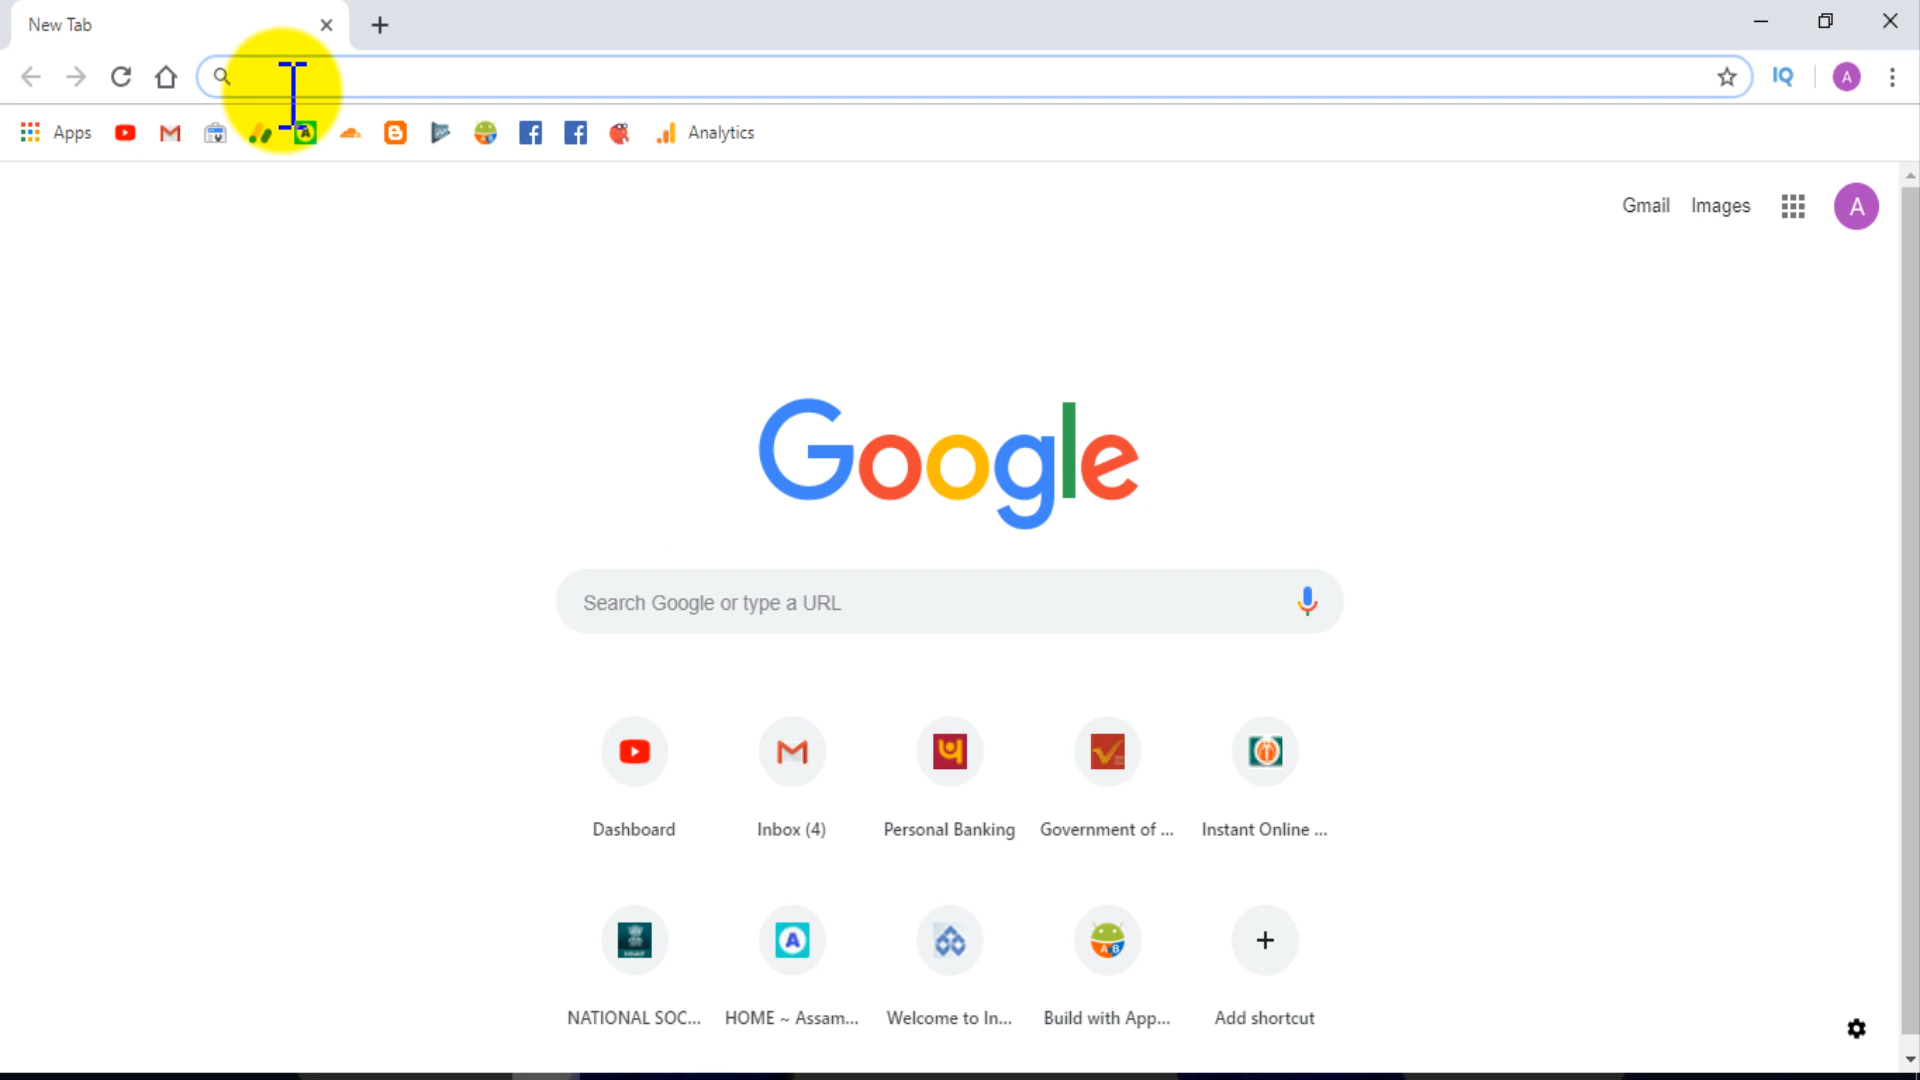 New Tab
IQ
A
Apps
A
Analytics
Gmail
Images
A
Google
Search Google or type a URL
Dashboard
Inbox (4)
Personal Banking
Government of ...
Instant Online ...
A
A B
NATIONAL SOC...
HOME ~ Assam...
Welcome to In...
Build with App...
Add shortcut